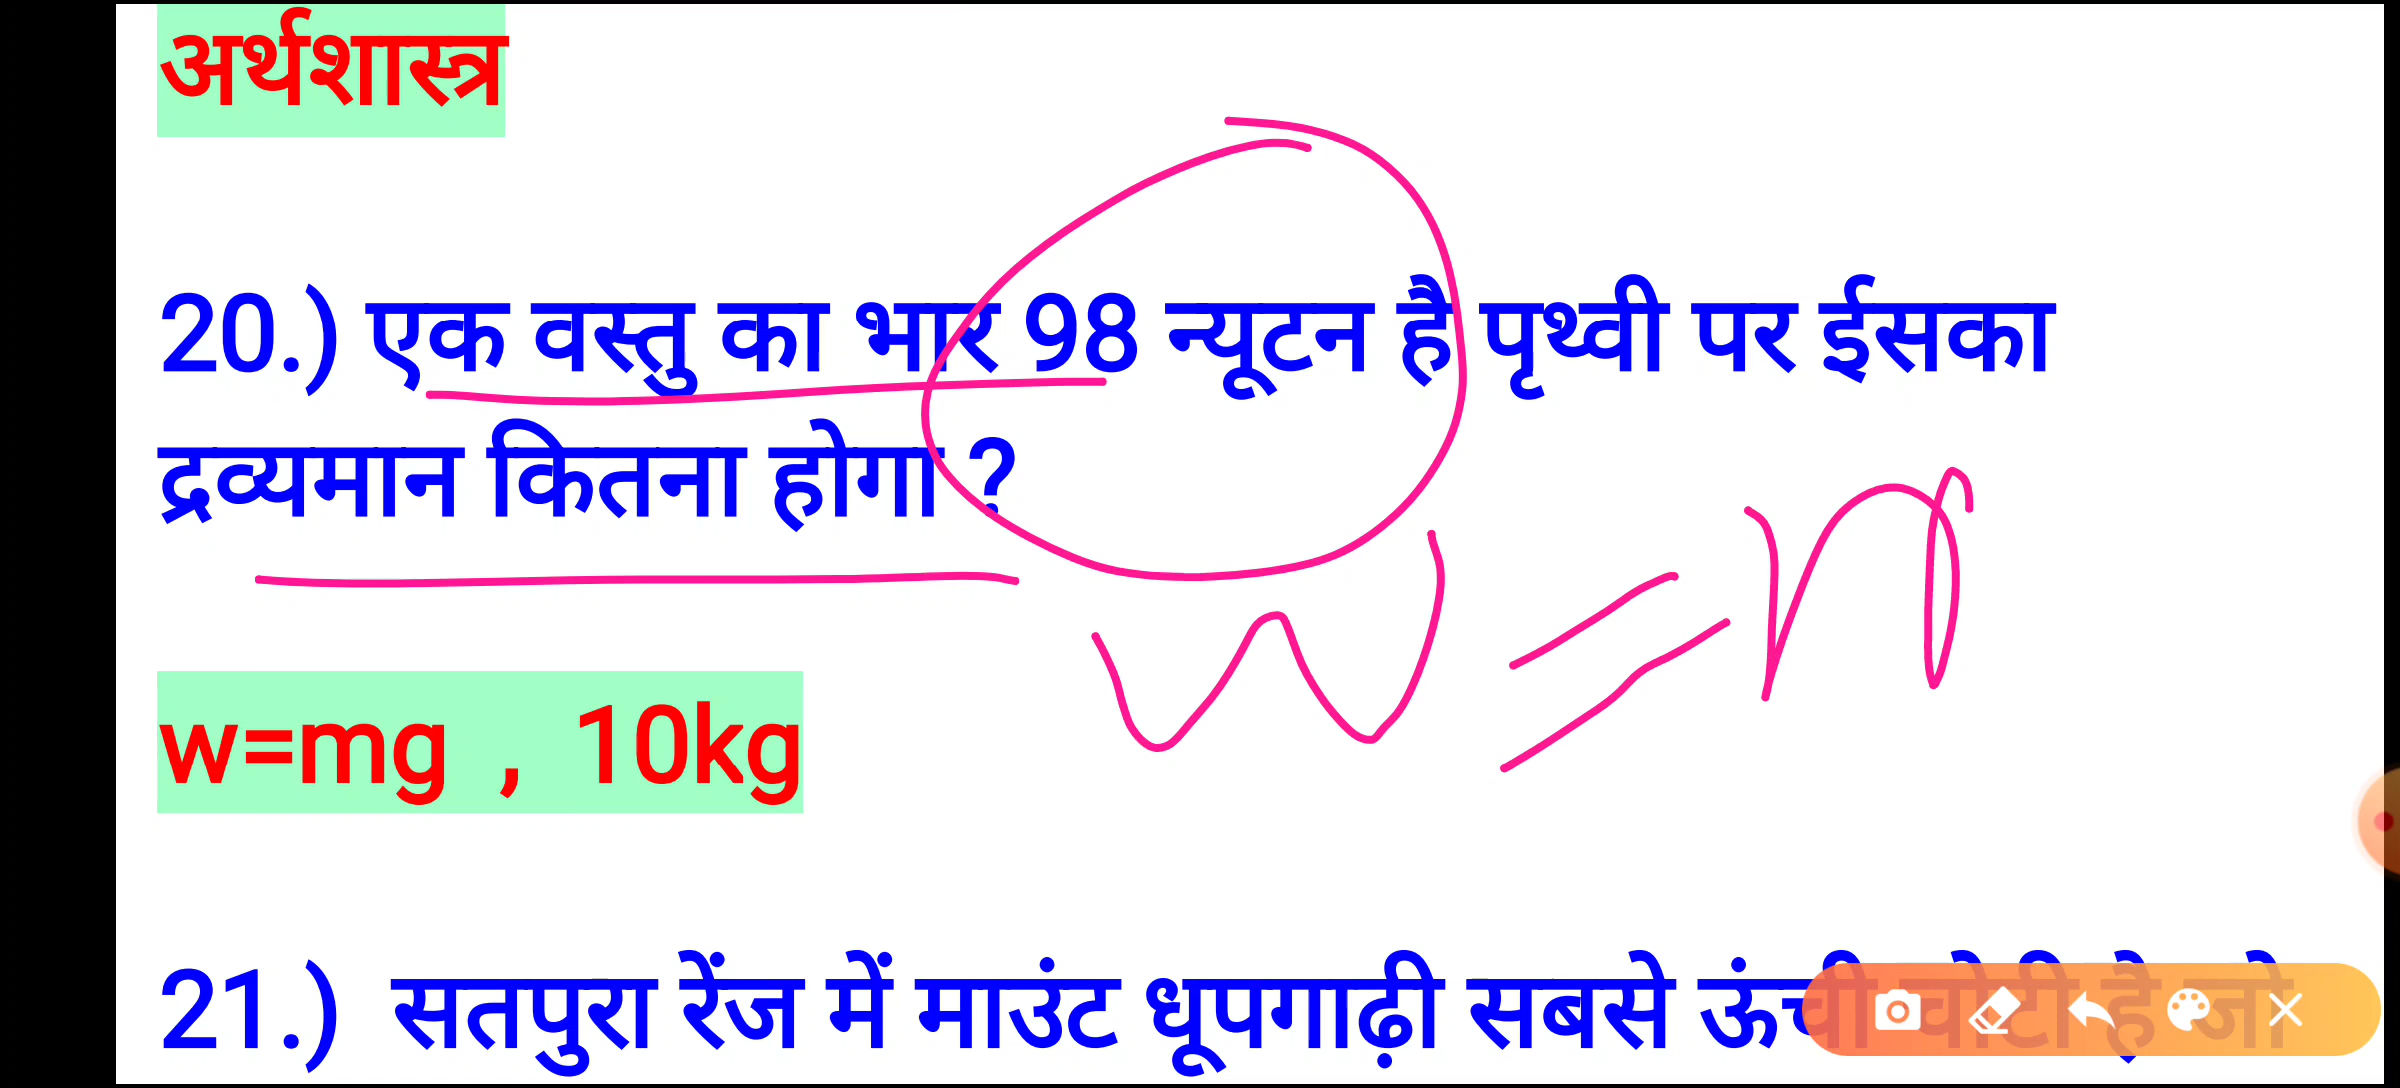 अर्थशास्त्र
20.) एक वस्तु का भार 98 न्यूटन है पृथ्वी पर ईसका
द्रव्यमान कितना होगा ?
w=m
w=mg , 10kg
21.) सतपुरा रेंज में माउंट धूपगाढ़ी सबसे ऊंची चोटी है जो